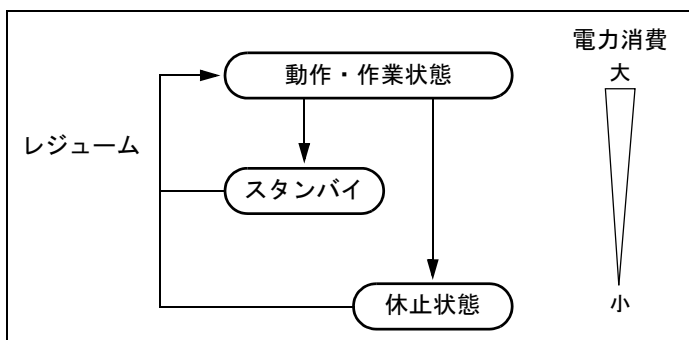 電力消費
動作・作業状態
大
レジューム
スタンバイ
休止状態
小